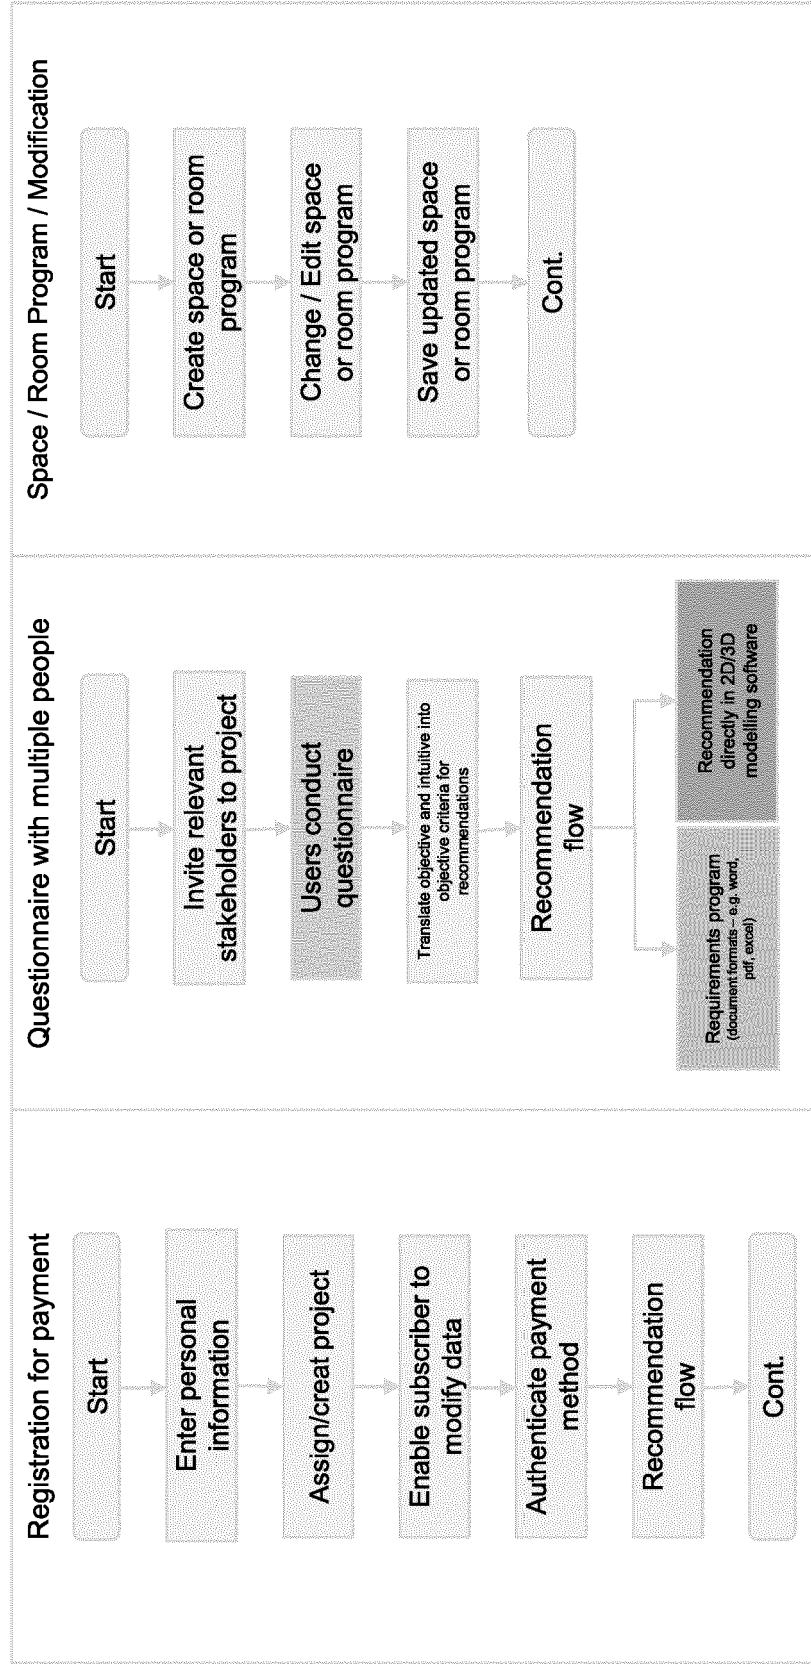 Registration for payment
Start
Enter personal
information
Assign/creat project
Enable subscriber to
modify data
Authenticate payment
method
Recommendation
flow
Cont.
Questionnaire with multiple people
Start
Invite relevant
stakeholders to project
Users conduct
questionnaire
Translate objective and intuitive into
objective criteria for
recommendations
Recommendation
flow
Requirements program
(document formats – e.g. word,
pdf, excel)
Recommendation
directly in 2D/3D
modelling software
Space / Room Program / Modification
Start
Create space or room
program
Change / Edit space
or room program
Save updated space
or room program
Cont.